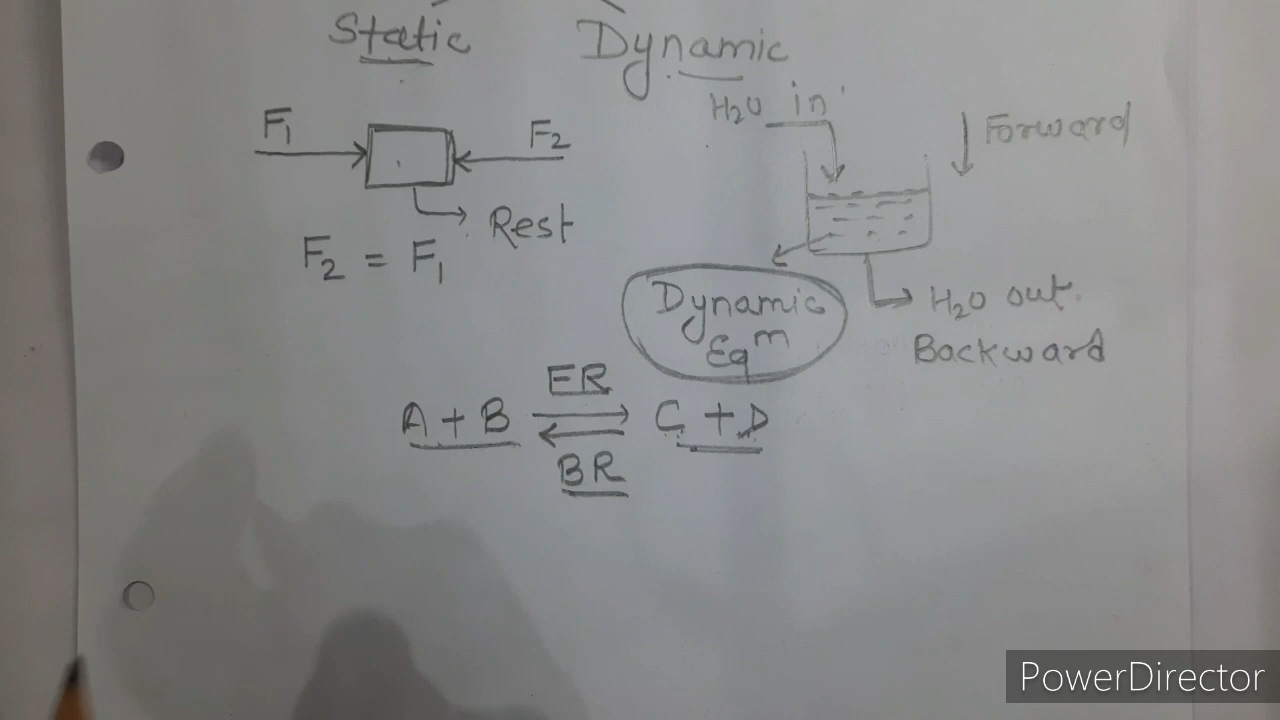 Static Dynamic
F1 F2
Rest
F2 = F1
H2O in
Forward
H2O out.
Backward
Dynamic
Eqm
FR
A + B ⇌ C + D
BR
PowerDirector